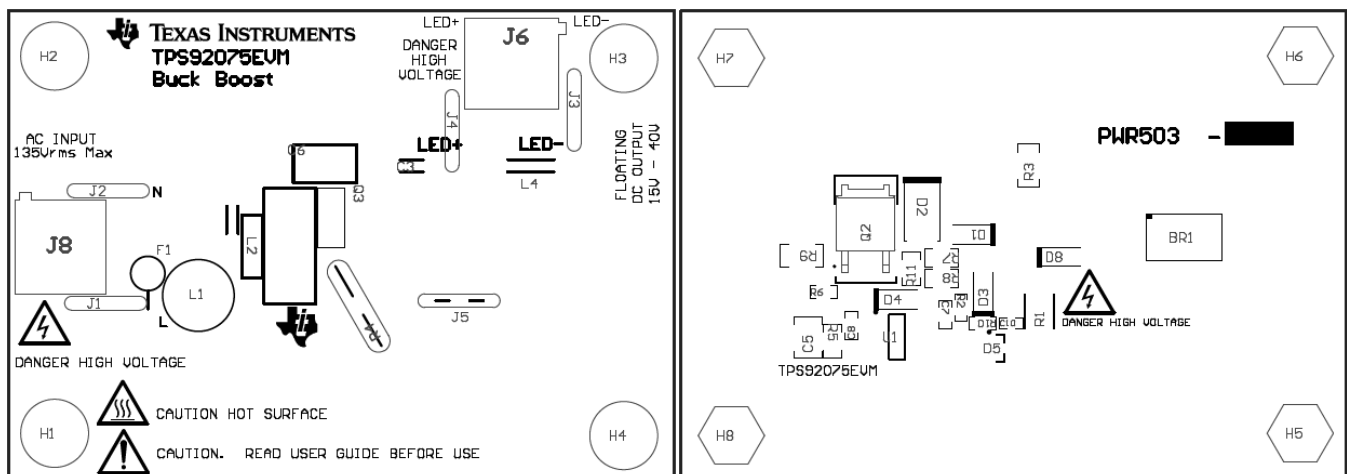 H2
TEXAS INSTRUMENTS
TPS92075EVM
Buck Boost
LED+
LED-
J6
DANGER
HIGH
VOLTAGE
H3
J4
J3
AC INPUT
135Vrms Max
J2
N
J8
F1
J1
L
L1
L2
Q3
C3
LED+
LED-
L4
FLOATING
DC OUTPUT
15V - 40V
R4
J5
DANGER HIGH VOLTAGE
H1
CAUTION HOT SURFACE
CAUTION. READ USER GUIDE BEFORE USE
H4
H7
H6
PWR503 -
R3
Q2
D2
D1
BR1
R9
R11
R7
R8
D8
R6
D4
D3
C7
R2
R10
R1
C5
R5
C8
U1
D5
DANGER HIGH VOLTAGE
TPS92075EVM
H8
H5